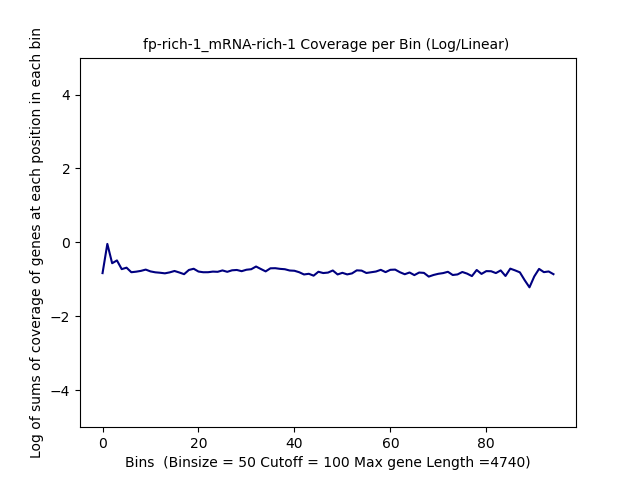 fp-rich-1_mRNA-rich-1 Coverage per Bin (Log/Linear)
Log of sums of coverage of genes at each position in each bin
4
2
0
−2
−4
0 20 40 60 80
Bins  (Binsize = 50 Cutoff = 100 Max gene Length =4740)